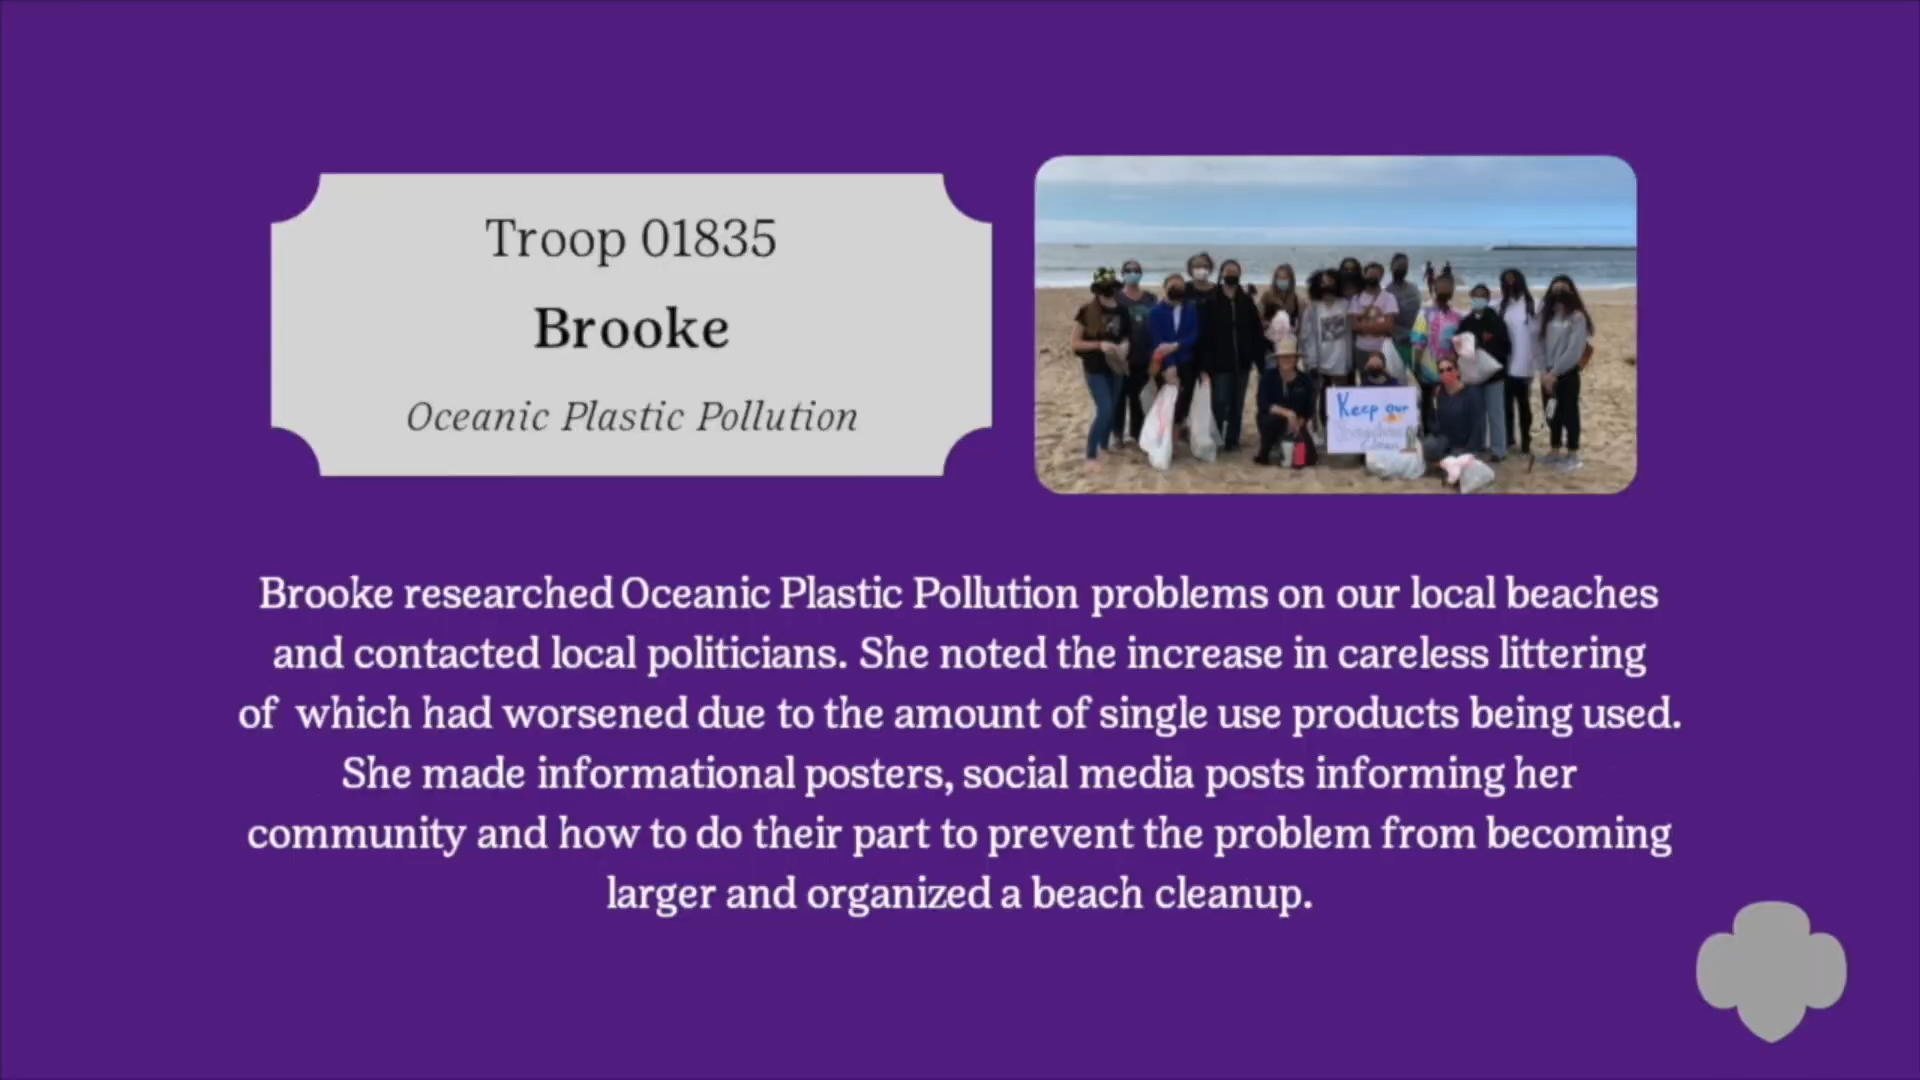 Troop 01835
Brooke
Oceanic Plastic Pollution
Keep our
Brooke researched Oceanic Plastic Pollution problems on our local beaches
and contacted local politicians. She noted the increase in careless littering
of which had worsened due to the amount of single use products being used.
She made informational posters, social media posts informing her
community and how to do their part to prevent the problem from becoming
larger and organized a beach cleanup.